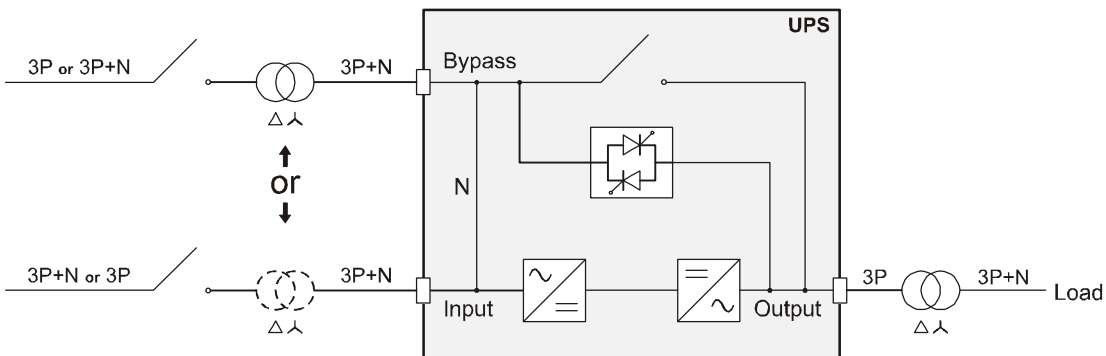 UPS
3P or 3P+N
3P+N
Bypass
or
N
3P+N or 3P
3P+N
Input
Output
3P
3P+N
Load